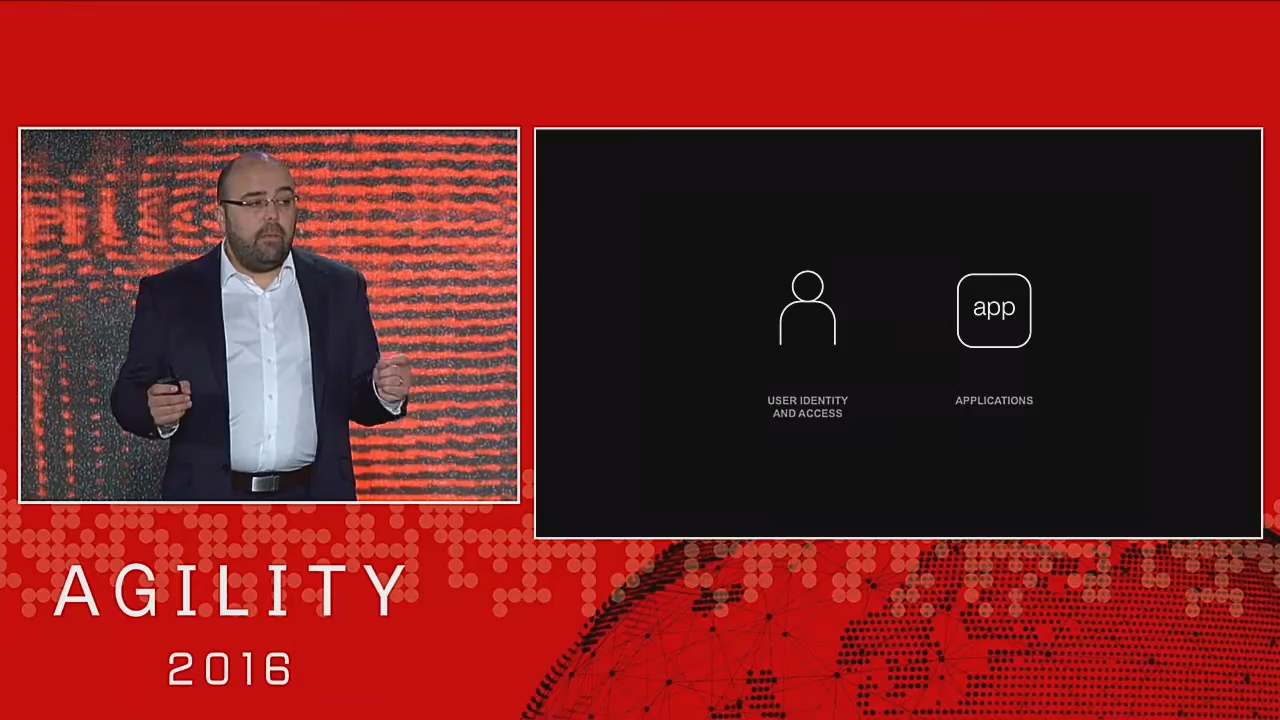 app
USER IDENTITY
AND ACCESS
APPLICATIONS
AGILITY
2016